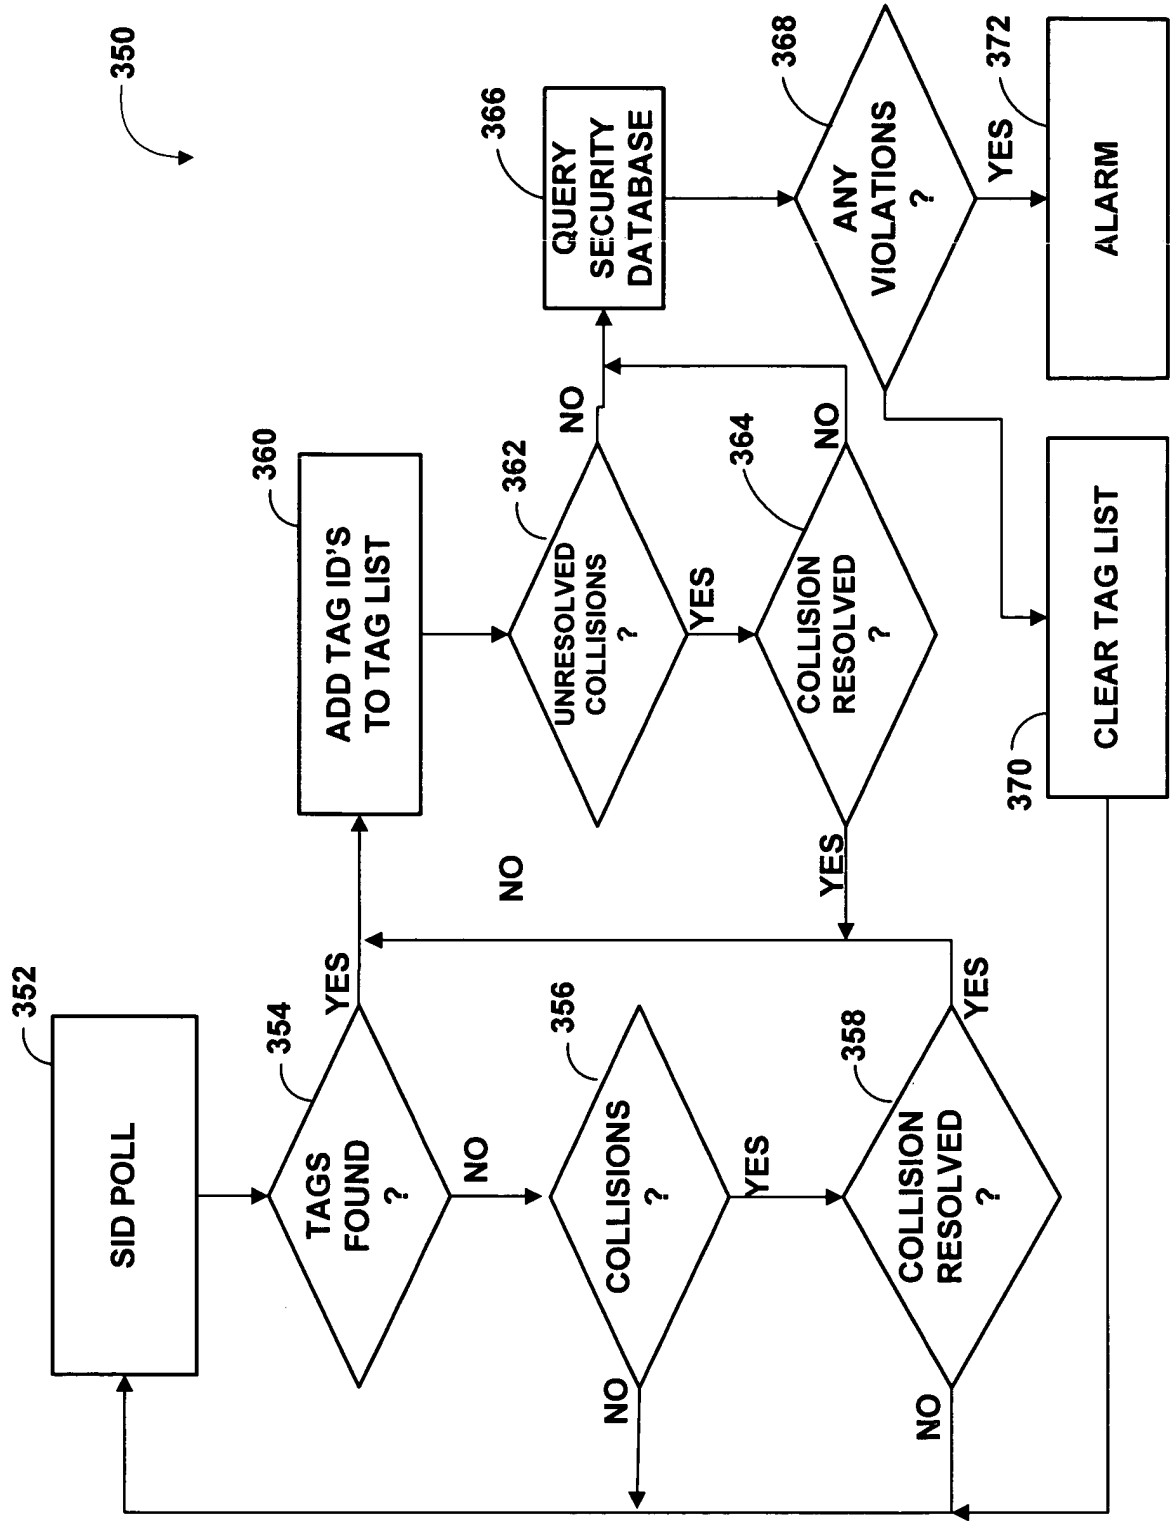 350
352
SID POLL
354
TAGS
FOUND
?
YES
NO
356
COLLISIONS
?
NO
YES
358
COLLISION
RESOLVED
?
NO
YES
360
ADD TAG ID'S
TO TAG LIST
NO
362
UNRESOLVED
COLLISIONS
?
NO
YES
364
COLLISION
RESOLVED
?
YES
NO
366
QUERY
SECURITY
DATABASE
368
ANY
VIOLATIONS
?
YES
370
CLEAR TAG LIST
372
ALARM